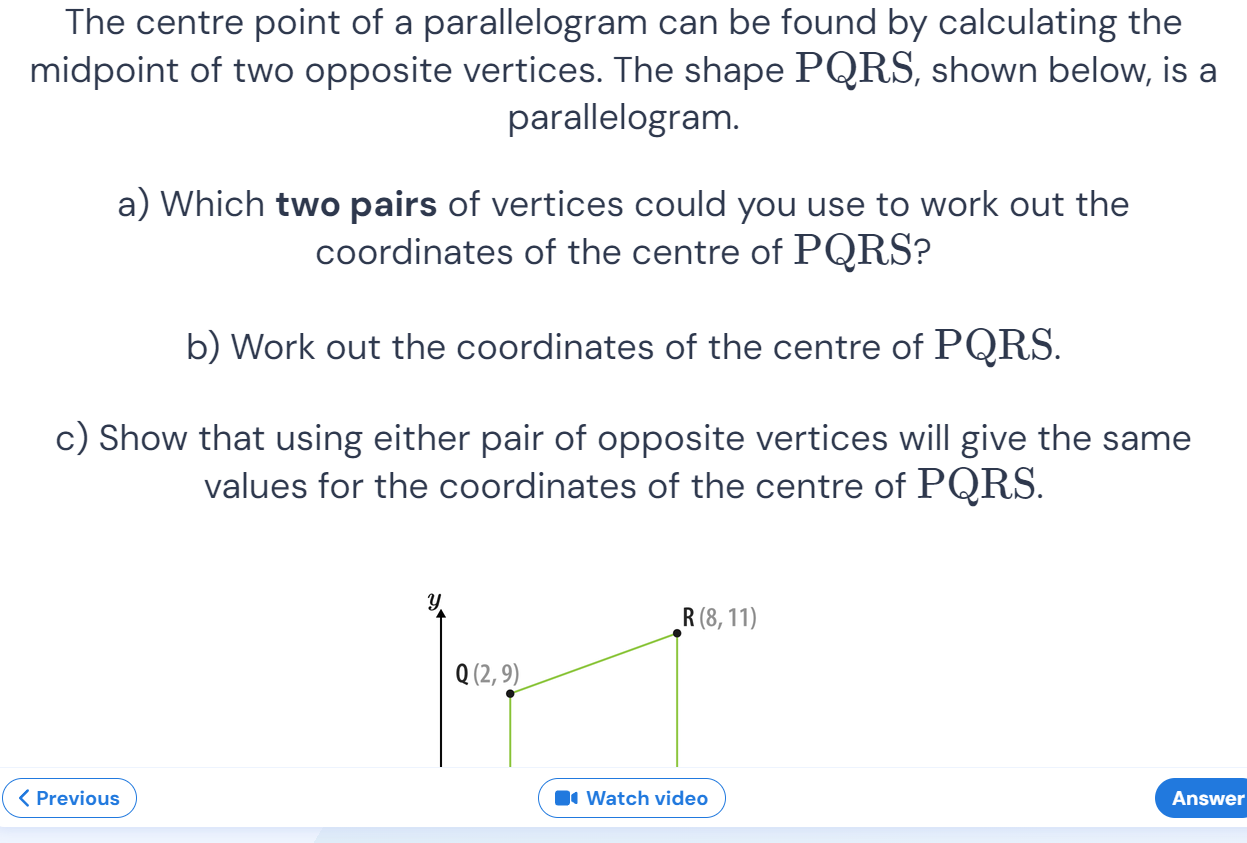 The centre point of a parallelogram can be found by calculating the
midpoint of two opposite vertices. The shape PQRS, shown below, is a
parallelogram.
a) Which two pairs of vertices could you use to work out the
coordinates of the centre of PQRS?
b) Work out the coordinates of the centre of PQRS.
c) Show that using either pair of opposite vertices will give the same
values for the coordinates of the centre of PQRS.
y
R (8, 11)
Q (2, 9)
Previous
Watch video
Answer